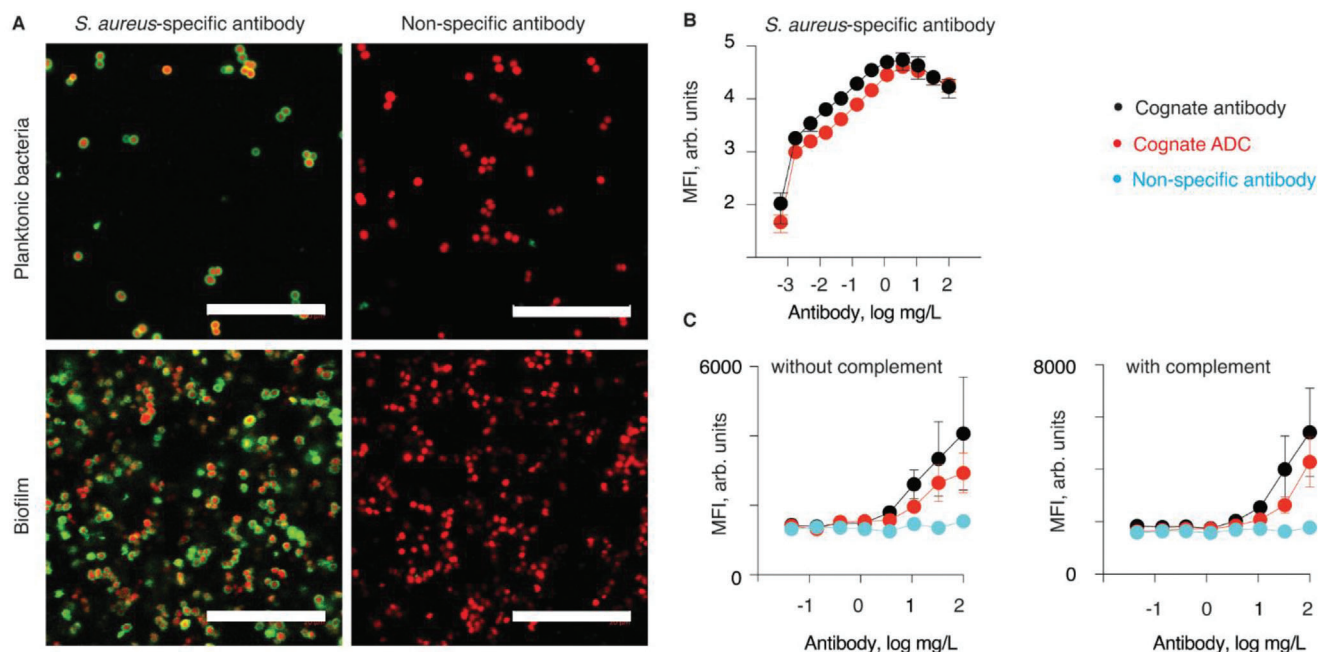 A
S. aureus-specific antibody
Non-specific antibody
Planktonic bacteria
Biofilm
B
S. aureus-specific antibody
5
4
3
2
MFI, arb. units
-3 -2 -1 0 1 2
Antibody, log mg/L
Cognate antibody
Cognate ADC
Non-specific antibody
C
6000
without complement
MFI, arb. units
0
-1 0 1 2
Antibody, log mg/L
8000
with complement
MFI, arb. units
0
-1 0 1 2
Antibody, log mg/L